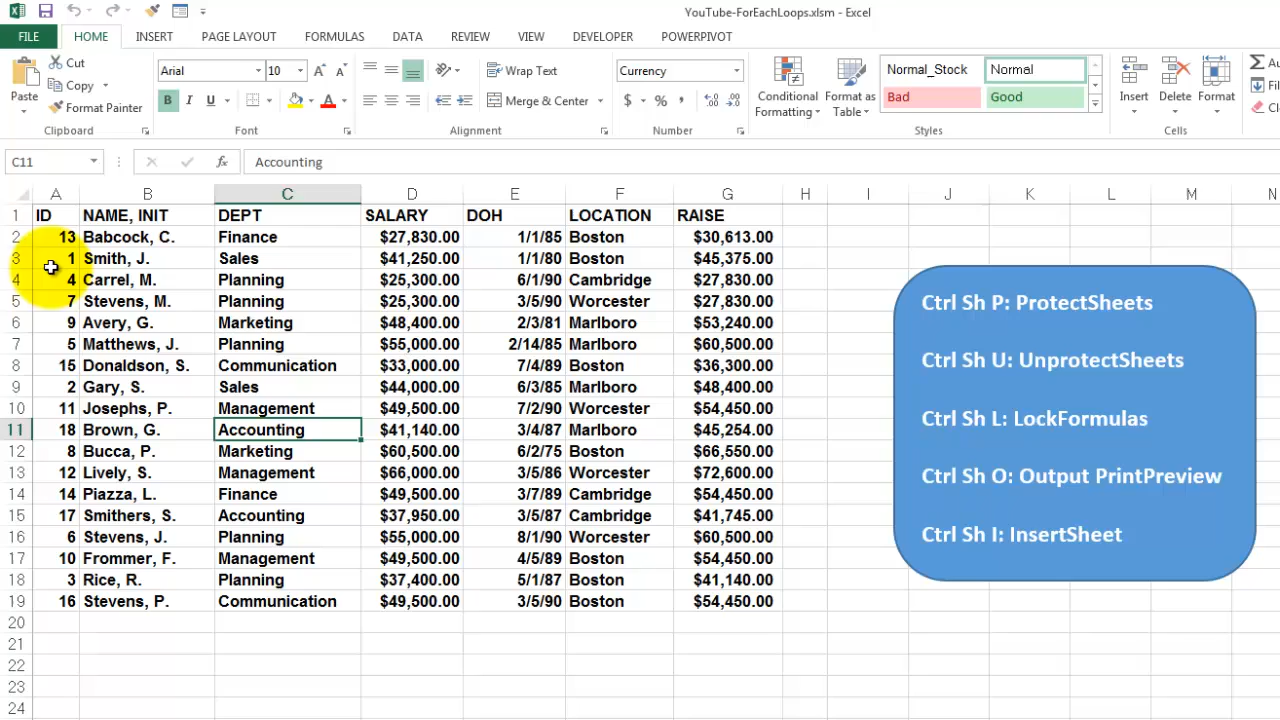 YouTube-ForEachLoops.xlsm - Excel
FILE HOME INSERT PAGE LAYOUT FORMULAS DATA REVIEW VIEW DEVELOPER POWERPIVOT
Paste Cut Copy Format Painter
Clipboard
Arial 10
B I U A
Font
Wrap Text
Merge & Center
Alignment
Currency
$ %
Number
Conditional Formatting
Format as Table
Normal_Stock Normal
Bad Good
Styles
Insert Delete Format
Cells
C11 fx Accounting
A B C D E F G H I J K L M N
1 ID NAME, INIT DEPT SALARY DOH LOCATION RAISE
2 13 Babcock, C. Finance $27,830.00 1/1/85 Boston $30,613.00
3 1 Smith, J. Sales $41,250.00 1/1/80 Boston $45,375.00
4 4 Carrel, M. Planning $25,300.00 6/1/90 Cambridge $27,830.00
5 7 Stevens, M. Planning $25,300.00 3/5/90 Worcester $27,830.00
6 9 Avery, G. Marketing $48,400.00 2/3/81 Marlboro $53,240.00
7 5 Matthews, J. Planning $55,000.00 2/14/85 Marlboro $60,500.00
8 15 Donaldson, S. Communication $33,000.00 7/4/89 Boston $36,300.00
9 2 Gary, S. Sales $44,000.00 6/3/85 Marlboro $48,400.00
10 11 Josephs, P. Management $49,500.00 7/2/90 Worcester $54,450.00
11 18 Brown, G. Accounting $41,140.00 3/4/87 Marlboro $45,254.00
12 8 Bucca, P. Marketing $60,500.00 6/2/75 Boston $66,550.00
13 12 Lively, S. Management $66,000.00 3/5/86 Worcester $72,600.00
14 14 Piazza, L. Finance $49,500.00 3/7/89 Cambridge $54,450.00
15 17 Smithers, S. Accounting $37,950.00 3/5/87 Cambridge $41,745.00
16 6 Stevens, J. Planning $55,000.00 8/1/90 Worcester $60,500.00
17 10 Frommer, F. Management $49,500.00 4/5/89 Boston $54,450.00
18 3 Rice, R. Planning $37,400.00 5/1/87 Boston $41,140.00
19 16 Stevens, P. Communication $49,500.00 3/5/90 Boston $54,450.00
20
21
22
23
24
Ctrl Sh P: ProtectSheets
Ctrl Sh U: UnprotectSheets
Ctrl Sh L: LockFormulas
Ctrl Sh O: Output PrintPreview
Ctrl Sh I: InsertSheet